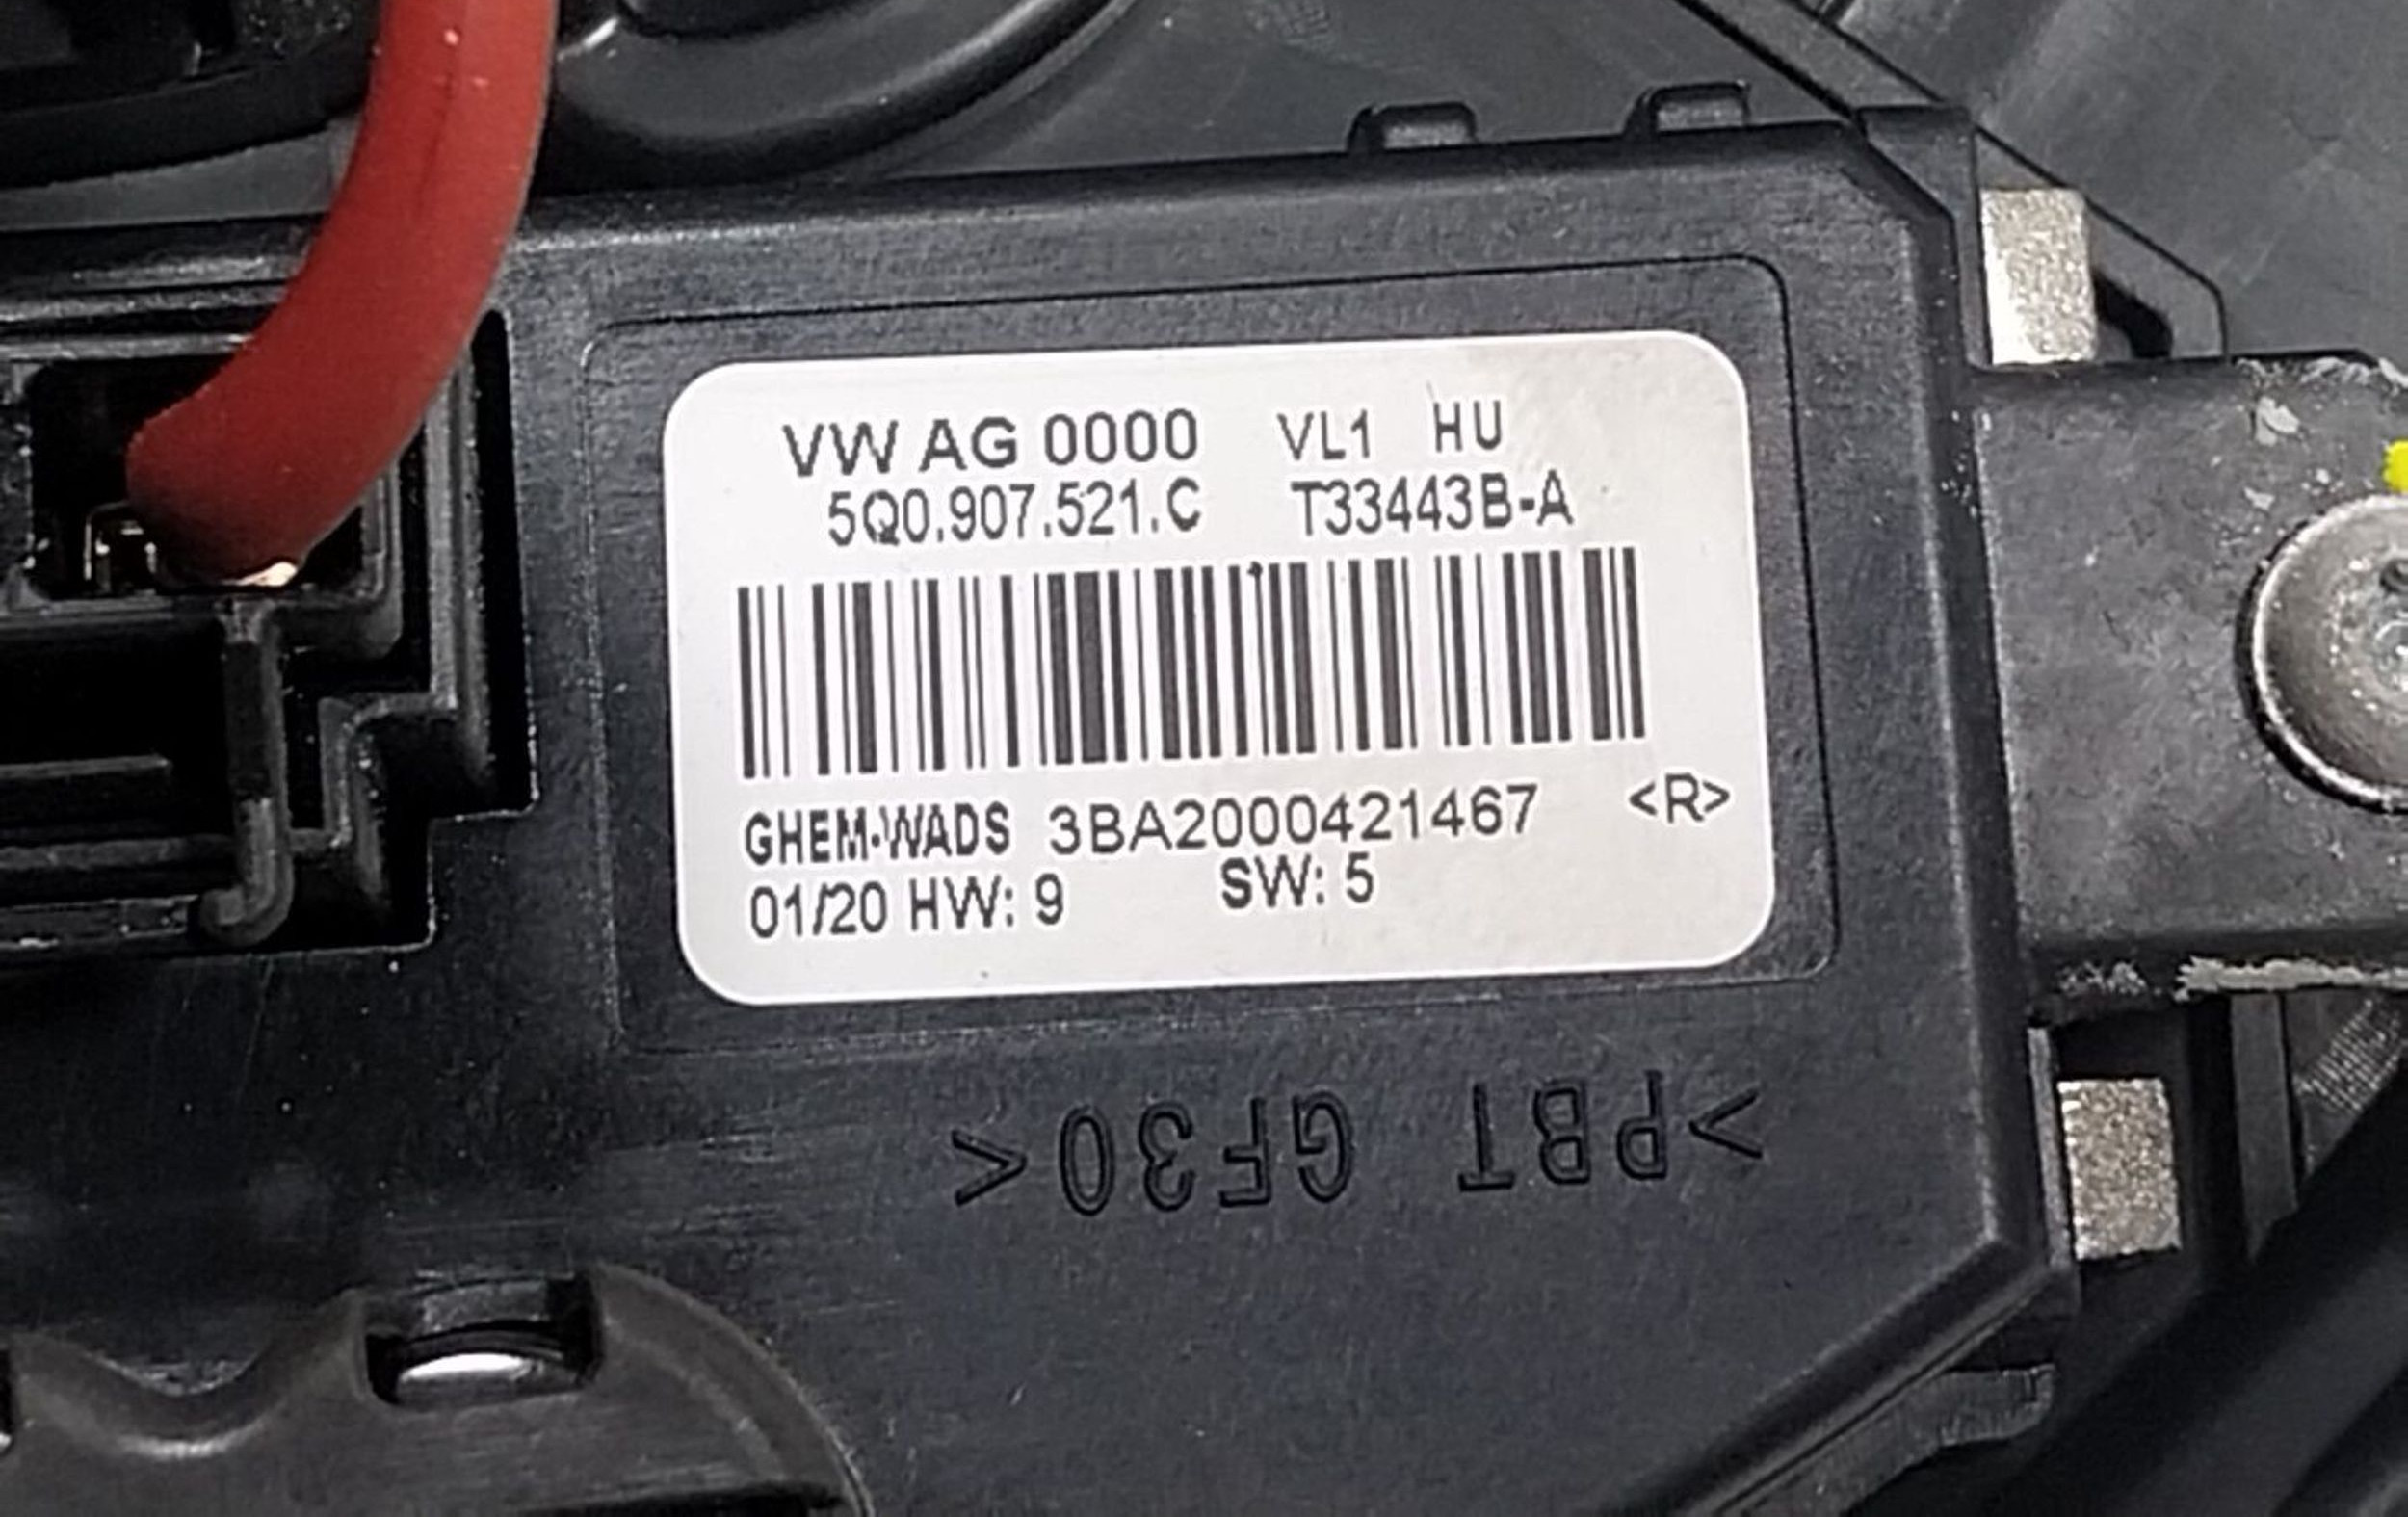 VW AG 0000 VL1 HU
5Q0.907.521.C T33443B-A
GHEM-WADS 3BA2000421467 <R>
01/20 HW: 9 SW: 5
>PBT GF30<